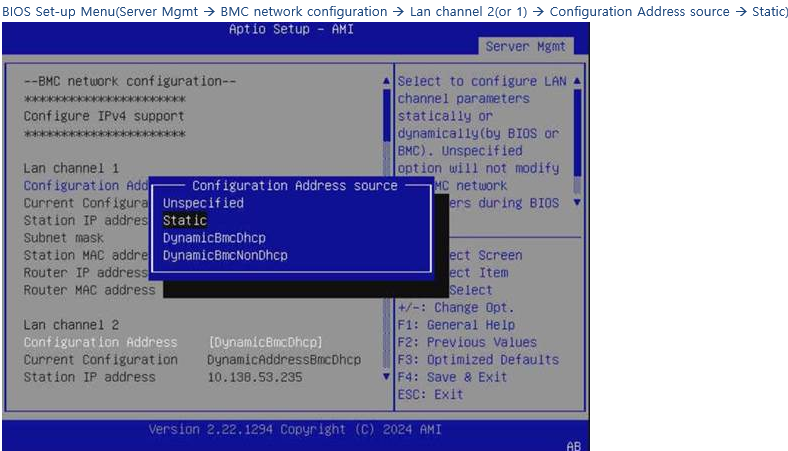 BIOS Set-up Menu(Server Mgmt → BMC network configuration → Lan channel 2(or 1) → Configuration Address source → Static)
Aptio Setup - AMI
Server Mgmt
--BMC network configuration--
**********************
Configure IPv4 support
**********************
Lan channel 1
Configuration Add
Current Configura
Station IP addres
Subnet mask
Station MAC addre
Router IP address
Router MAC address
Lan channel 2
Configuration Address [DynamicBmcDhcp]
Current Configuration DynamicAddressBmcDhcp
Station IP address 10.138.53.235
Configuration Address source
Unspecified
Static
DynamicBmcDhcp
DynamicBmcNonDhcp
Select to configure LAN
channel parameters
statically or
dynamically(by BIOS or
BMC). Unspecified
option will not modify
MC network
ers during BIOS
ect Screen
ect Item
Select
+/-: Change Opt.
F1: General Help
F2: Previous Values
F3: Optimized Defaults
F4: Save & Exit
ESC: Exit
Version 2.22.1294 Copyright (C) 2024 AMI
AB